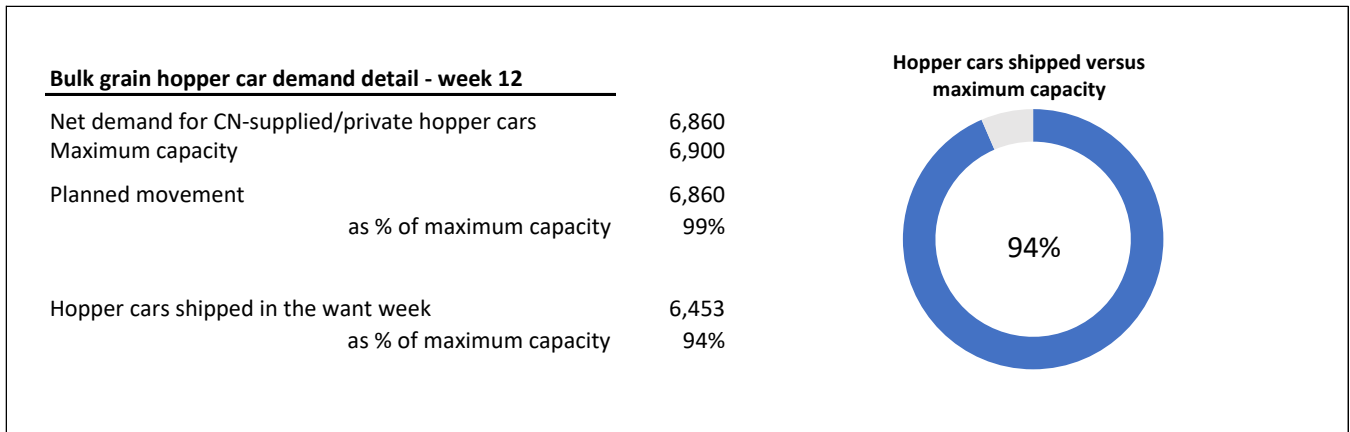 Bulk grain hopper car demand detail - week 12
Net demand for CN-supplied/private hopper cars 6,860
Maximum capacity 6,900
Planned movement 6,860
as % of maximum capacity 99%
Hopper cars shipped in the want week 6,453
as % of maximum capacity 94%
Hopper cars shipped versus
maximum capacity
94%